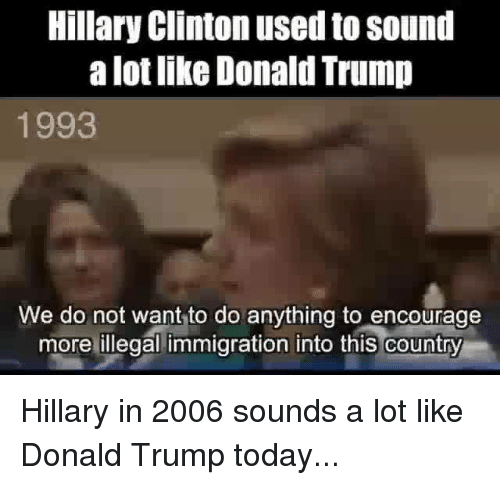 Hillary Clinton used to sound
a lot like Donald Trump
1993
We do not want to do anything to encourage
more illegal immigration into this country
Hillary in 2006 sounds a lot like
Donald Trump today...